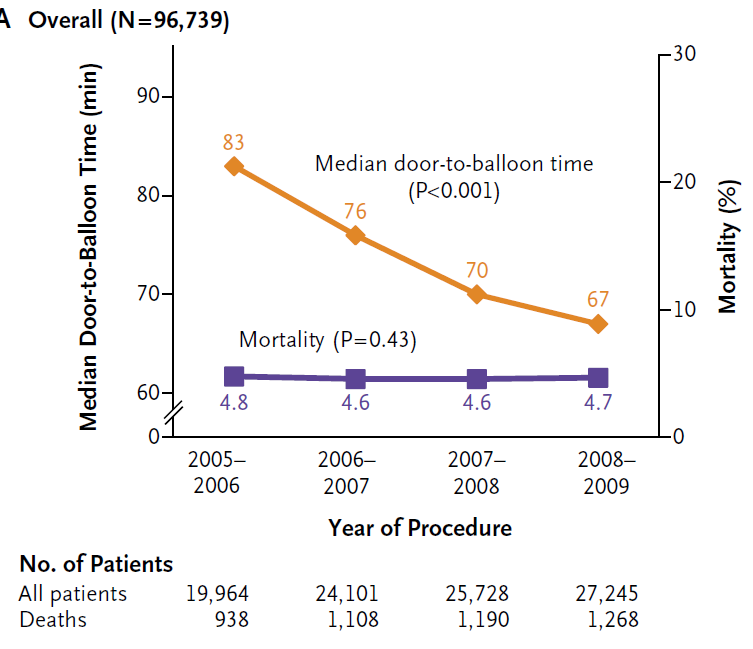 A Overall (N=96,739)
Median Door-to-Balloon Time (min)
90
80
70
60
0
83
76
70
67
Median door-to-balloon time
(P<0.001)
Mortality (P=0.43)
4.8 4.6 4.6 4.7
30
20
10
0
Mortality (%)
2005– 2006– 2007– 2008–
2006 2007 2008 2009
Year of Procedure
No. of Patients
All patients 19,964 24,101 25,728 27,245
Deaths 938 1,108 1,190 1,268